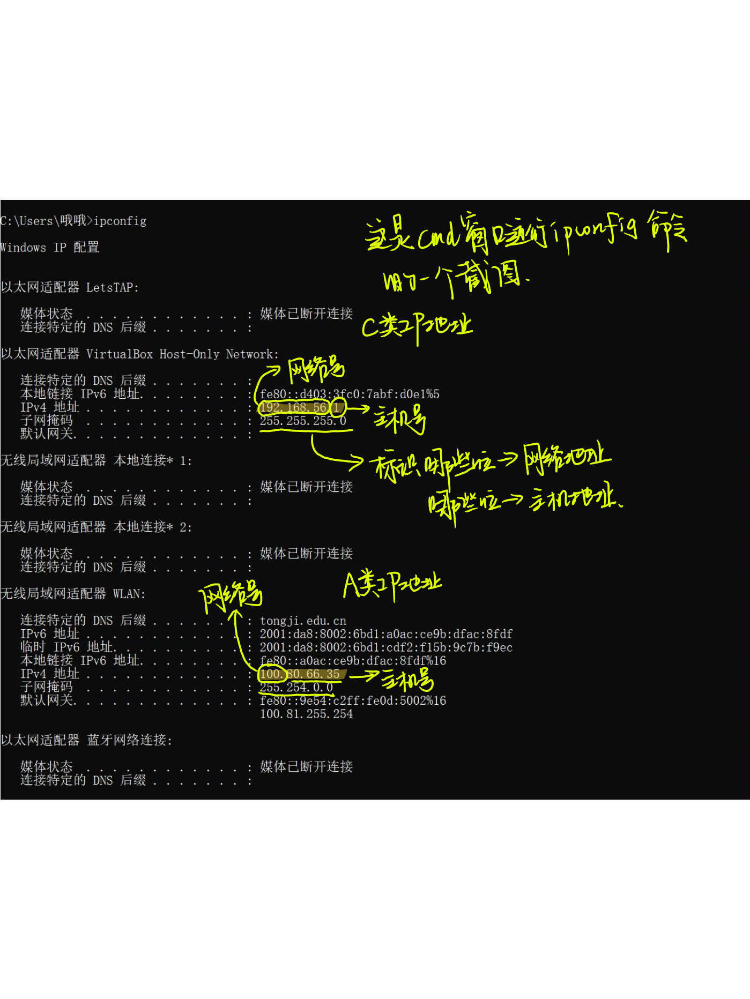 C:\Users\哦哦>ipconfig
这是cmd窗口运行ipconfig命令
的一个截图.
Windows IP 配置
以太网适配器 LetsTAP:
媒体状态 . . . . . . . . . . . . : 媒体已断开连接
连接特定的 DNS 后缀 . . . . . . . :
C类IP地址
以太网适配器 VirtualBox Host-Only Network:
网络号
连接特定的 DNS 后缀 . . . . . . . :
本地链接 IPv6 地址. . . . . . . . : fe80::d403:3fc0:7abf:d0e1%5
IPv4 地址 . . . . . . . . . . . . : 192.168.56.1
主机号
子网掩码 . . . . . . . . . . . . : 255.255.255.0
默认网关. . . . . . . . . . . . . :
标识哪些位→网络地址
哪些位→主机地址、
无线局域网适配器 本地连接* 1:
媒体状态 . . . . . . . . . . . . : 媒体已断开连接
连接特定的 DNS 后缀 . . . . . . . :
无线局域网适配器 本地连接* 2:
媒体状态 . . . . . . . . . . . . : 媒体已断开连接
连接特定的 DNS 后缀 . . . . . . . :
A类IP地址
无线局域网适配器 WLAN:
网络号
连接特定的 DNS 后缀 . . . . . . . : tongji.edu.cn
IPv6 地址 . . . . . . . . . . . . : 2001:da8:8002:6bd1:a0ac:ce9b:dfac:8fdf
临时 IPv6 地址. . . . . . . . . . : 2001:da8:8002:6bd1:cdf2:f15b:9c7b:f9ec
本地链接 IPv6 地址. . . . . . . . : fe80::a0ac:ce9b:dfac:8fdf%16
IPv4 地址 . . . . . . . . . . . . : 100.80.66.35
主机号
子网掩码 . . . . . . . . . . . . : 255.254.0.0
默认网关. . . . . . . . . . . . . : fe80::9e54:c2ff:fe0d:5002%16
100.81.255.254
以太网适配器 蓝牙网络连接:
媒体状态 . . . . . . . . . . . . : 媒体已断开连接
连接特定的 DNS 后缀 . . . . . . . :